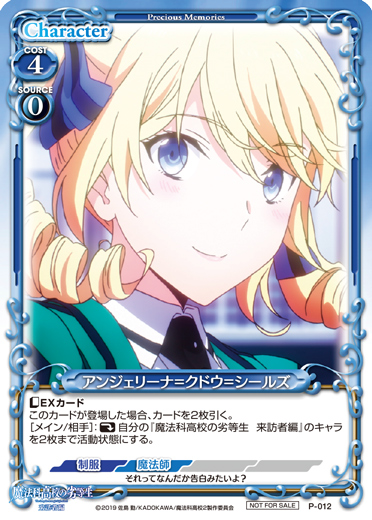 Precious Memories
Character
COST
4
SOURCE
0
アンジェリーナ=クドウ=シールズ
EXカード
このカードが登場した場合、カードを2枚引く。
[メイン/相手]: 自分の『魔法科高校の劣等生 来訪者編』のキャラ
を2枚まで活動状態にする。
制服 魔法師
それってなんだか告白みたいよ?
魔法科高校の劣等生
来訪者編
©2019 佐島 勤/KADOKAWA/魔法科高校2製作委員会 NOT FOR SALE P-012